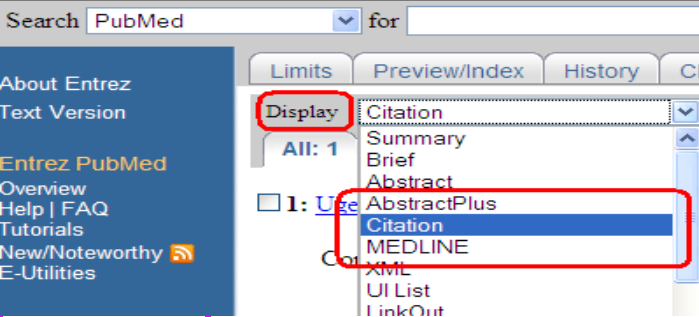 Search PubMed for
Limits Preview/Index History
About Entrez
Text Version
Display Citation
Summary
All: 1
Brief
Abstract
Entrez PubMed
Overview
Help | FAQ
Tutorials
New/Noteworthy
E-Utilities
1:
AbstractPlus
Citation
MEDLINE
XML
UI List
LinkOut